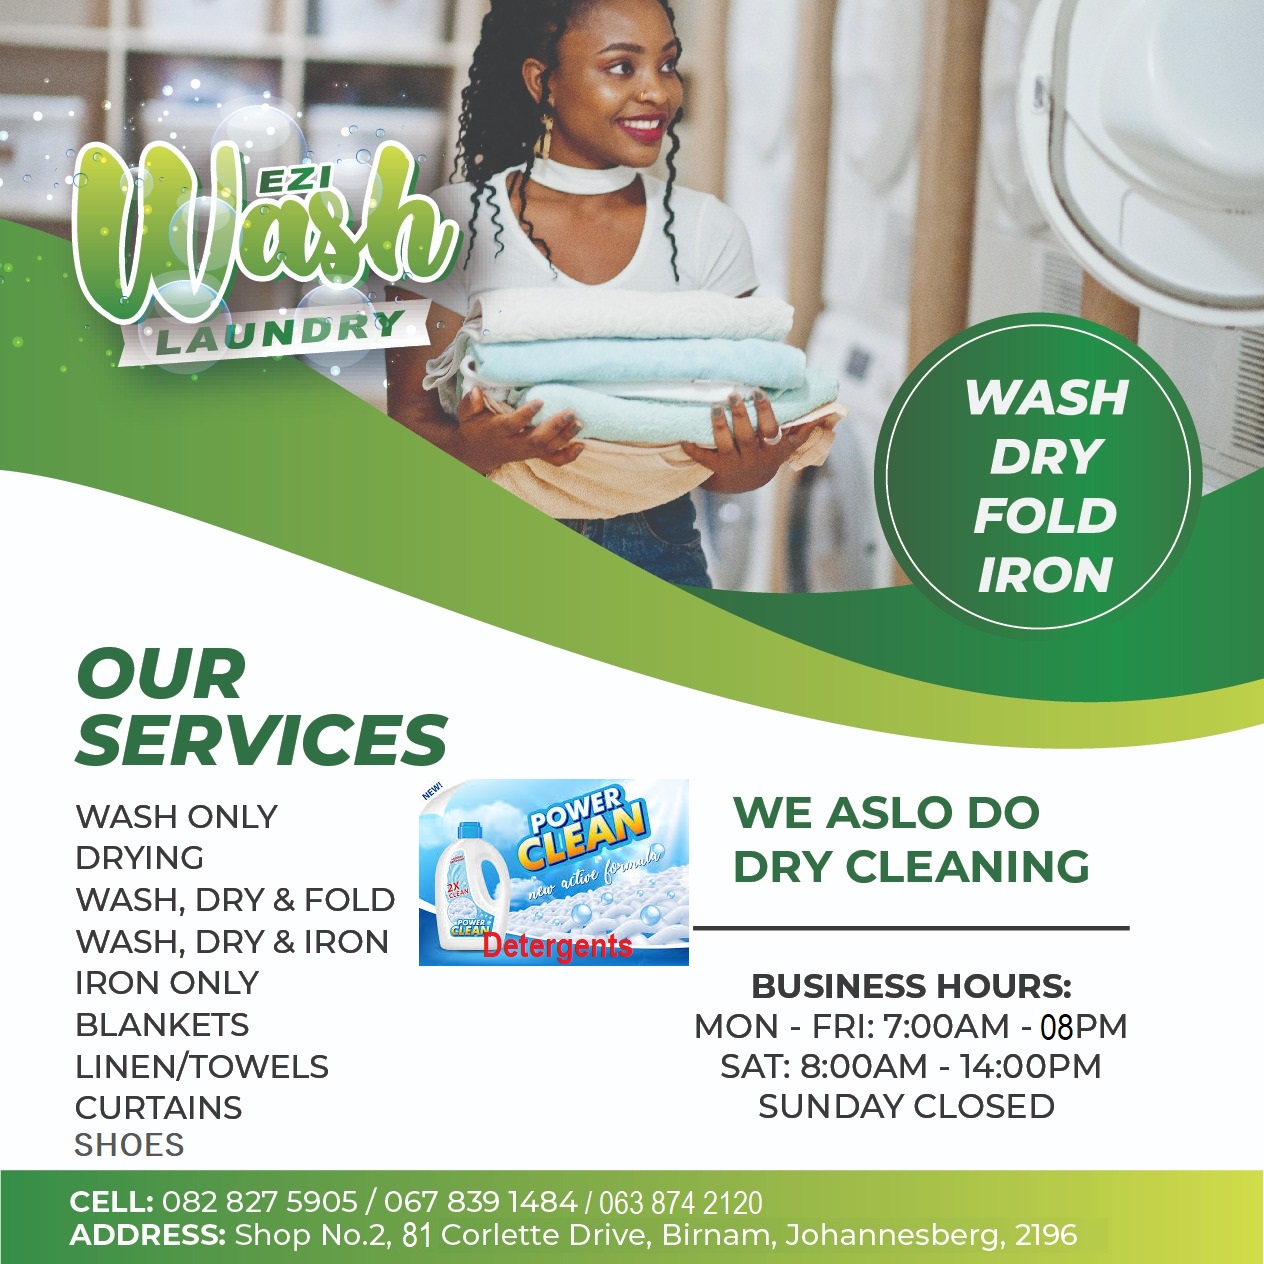 EZI
Wash
LAUNDRY
WASH
DRY
FOLD
IRON
OUR
SERVICES
WASH ONLY
DRYING
WASH, DRY & FOLD
WASH, DRY & IRON
IRON ONLY
BLANKETS
LINEN/TOWELS
CURTAINS
SHOES
NEW!
POWER
CLEAN
new active formula
2X
CLEAN
POWER
CLEAN
Detergents
WE ASLO DO
DRY CLEANING
BUSINESS HOURS:
MON - FRI: 7:00AM - 08PM
SAT: 8:00AM - 14:00PM
SUNDAY CLOSED
CELL: 082 827 5905 / 067 839 1484 / 063 874 2120
ADDRESS: Shop No.2, 81 Corlette Drive, Birnam, Johannesberg, 2196